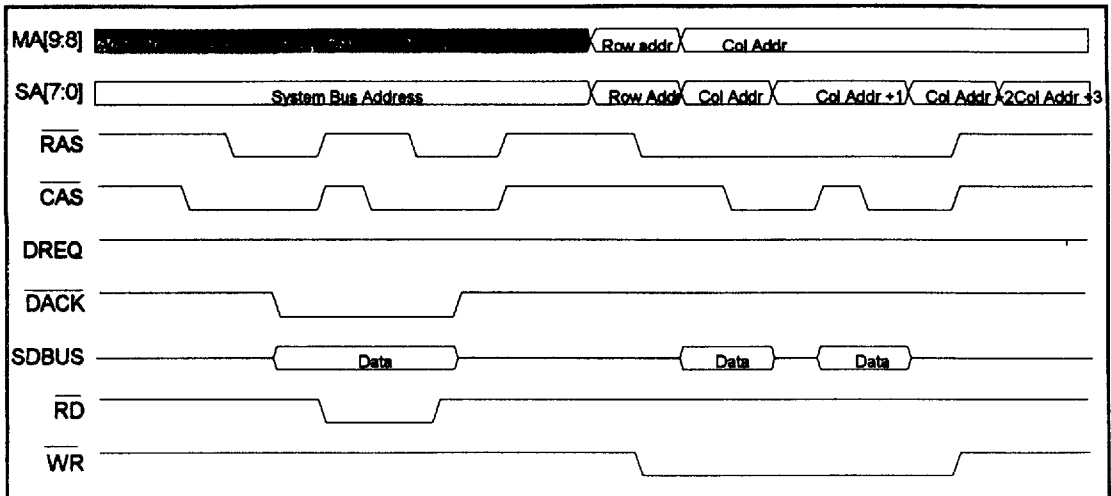 MA[9:8] Row addr Col Addr
SA[7:0] System Bus Address Row Addr Col Addr Col Addr +1 Col Addr +2 Col Addr +3
RAS
CAS
DREQ
DACK
SDBUS Data Data Data
RD
WR